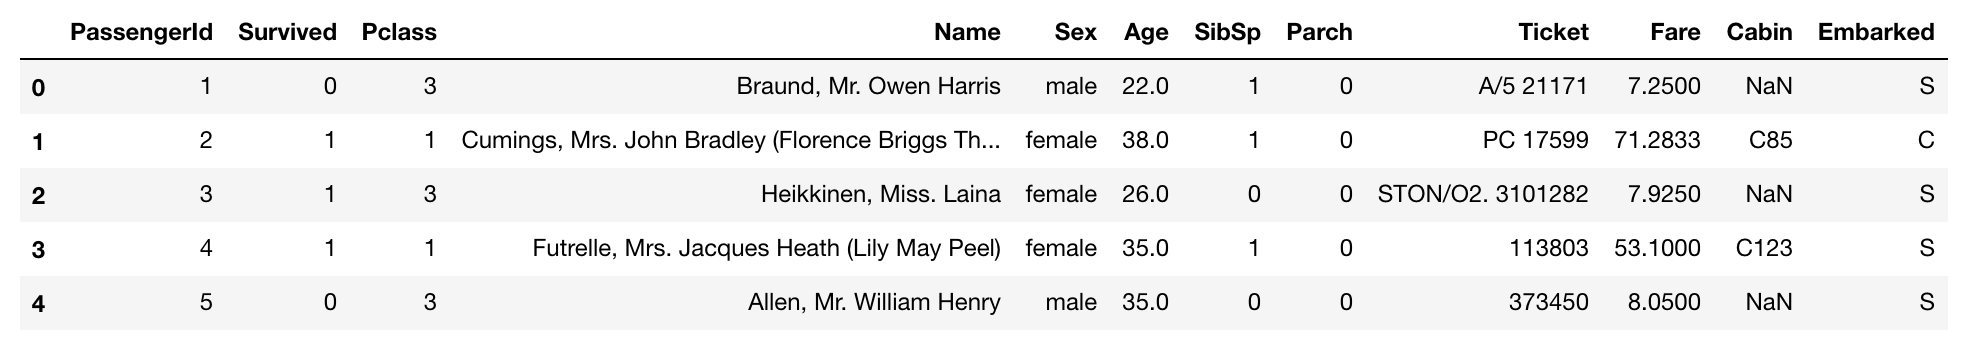 PassengerId Survived Pclass Name Sex Age SibSp Parch Ticket Fare Cabin Embarked
0 1 0 3 Braund, Mr. Owen Harris male 22.0 1 0 A/5 21171 7.2500 NaN S
1 2 1 1 Cumings, Mrs. John Bradley (Florence Briggs Th... female 38.0 1 0 PC 17599 71.2833 C85 C
2 3 1 3 Heikkinen, Miss. Laina female 26.0 0 0 STON/O2. 3101282 7.9250 NaN S
3 4 1 1 Futrelle, Mrs. Jacques Heath (Lily May Peel) female 35.0 1 0 113803 53.1000 C123 S
4 5 0 3 Allen, Mr. William Henry male 35.0 0 0 373450 8.0500 NaN S